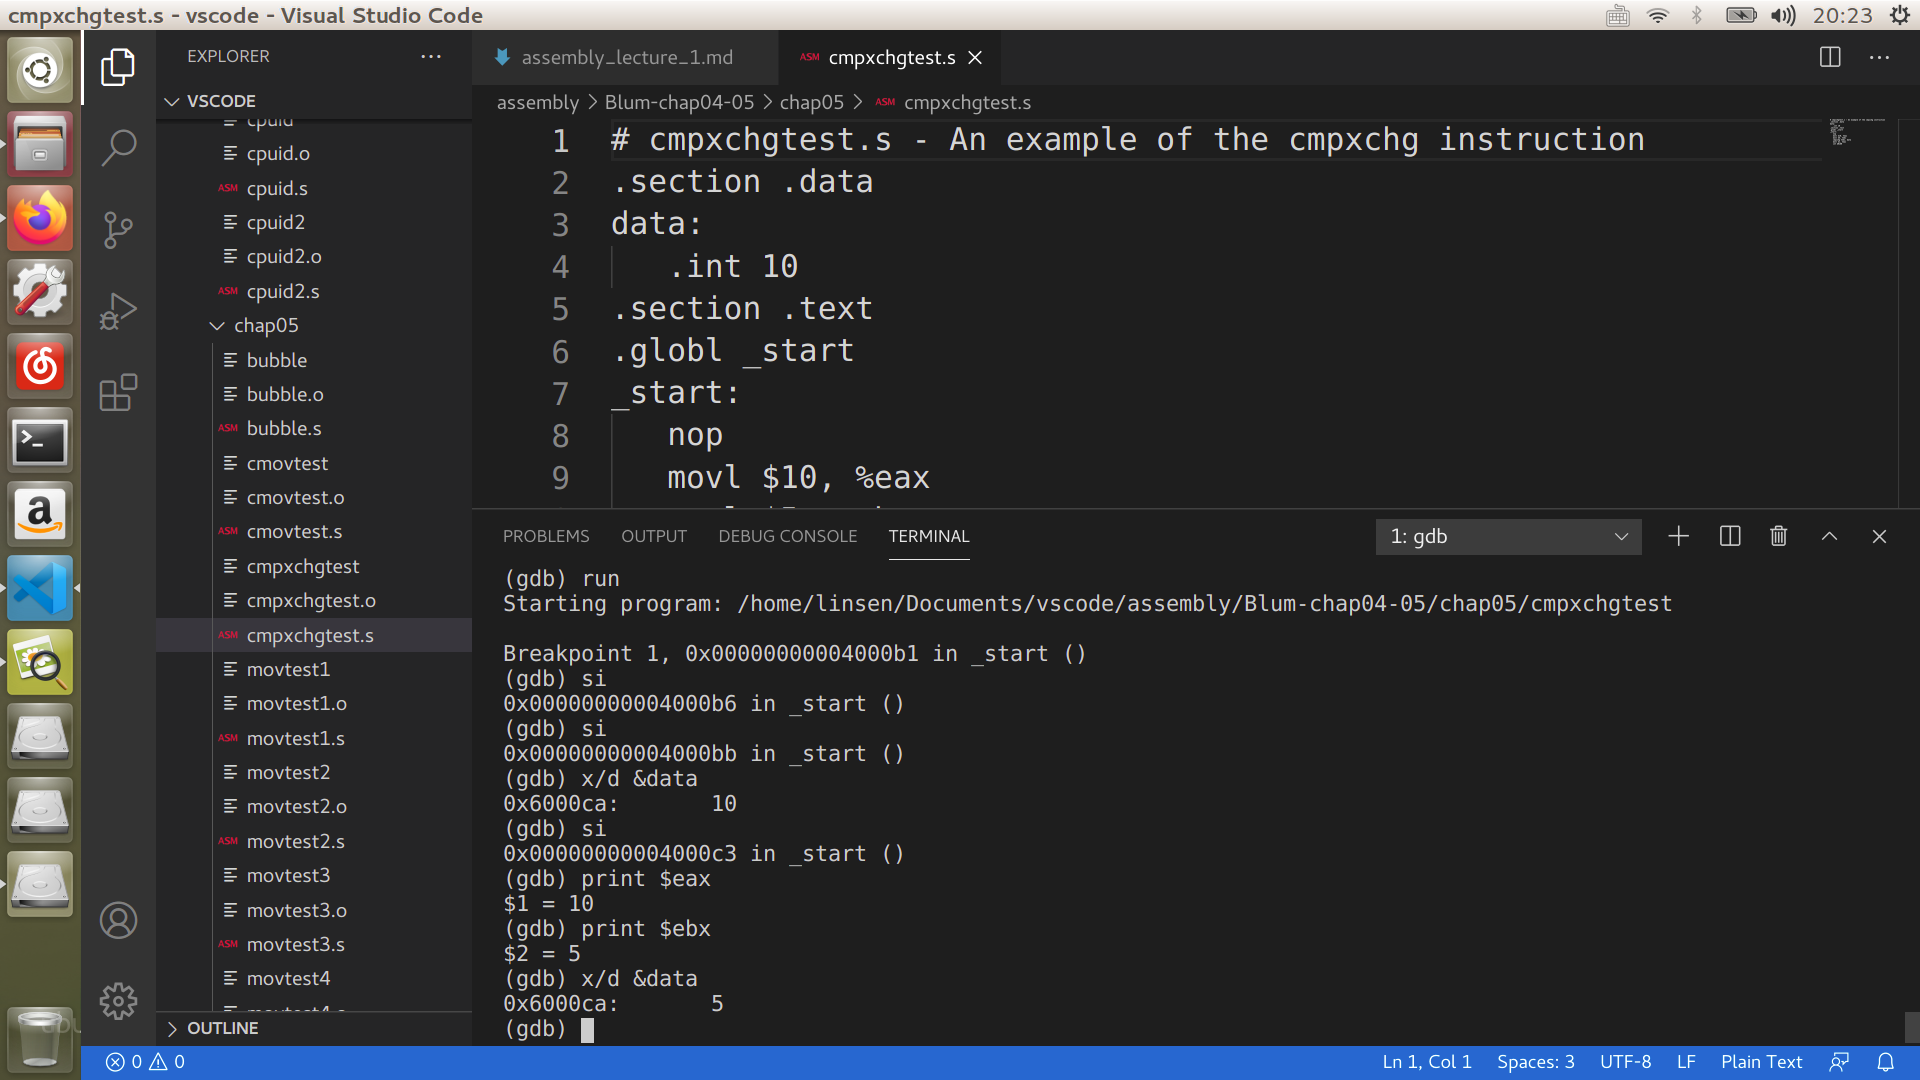 cmpxchgtest.s - vscode - Visual Studio Code
20:23
EXPLORER
VSCODE
cpuid
cpuid.o
ASM cpuid.s
cpuid2
cpuid2.o
ASM cpuid2.s
chap05
bubble
bubble.o
ASM bubble.s
cmovtest
cmovtest.o
ASM cmovtest.s
cmpxchgtest
cmpxchgtest.o
ASM cmpxchgtest.s
movtest1
movtest1.o
ASM movtest1.s
movtest2
movtest2.o
ASM movtest2.s
movtest3
movtest3.o
ASM movtest3.s
movtest4
OUTLINE
assembly_lecture_1.md
ASM cmpxchgtest.s
assembly > Blum-chap04-05 > chap05 > ASM cmpxchgtest.s
1 # cmpxchgtest.s - An example of the cmpxchg instruction
2 .section .data
3 data:
4 .int 10
5 .section .text
6 .globl _start
7 _start:
8 nop
9 movl $10, %eax
PROBLEMS OUTPUT DEBUG CONSOLE TERMINAL
1: gdb
(gdb) run
Starting program: /home/linsen/Documents/vscode/assembly/Blum-chap04-05/chap05/cmpxchgtest
Breakpoint 1, 0x00000000004000b1 in _start ()
(gdb) si
0x00000000004000b6 in _start ()
(gdb) si
0x00000000004000bb in _start ()
(gdb) x/d &data
0x6000ca: 10
(gdb) si
0x00000000004000c3 in _start ()
(gdb) print $eax
$1 = 10
(gdb) print $ebx
$2 = 5
(gdb) x/d &data
0x6000ca: 5
(gdb)
0 0
Ln 1, Col 1 Spaces: 3 UTF-8 LF Plain Text